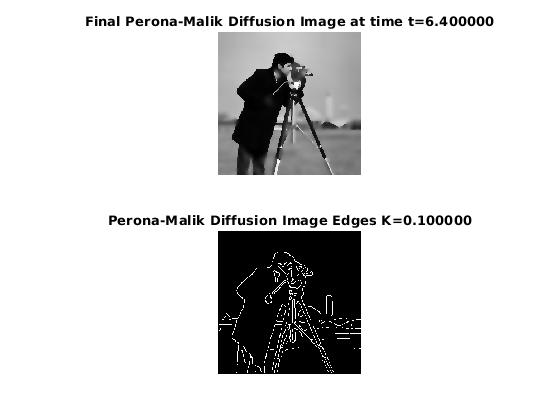 Final Perona-Malik Diffusion Image at time t=6.400000
Perona-Malik Diffusion Image Edges K=0.100000